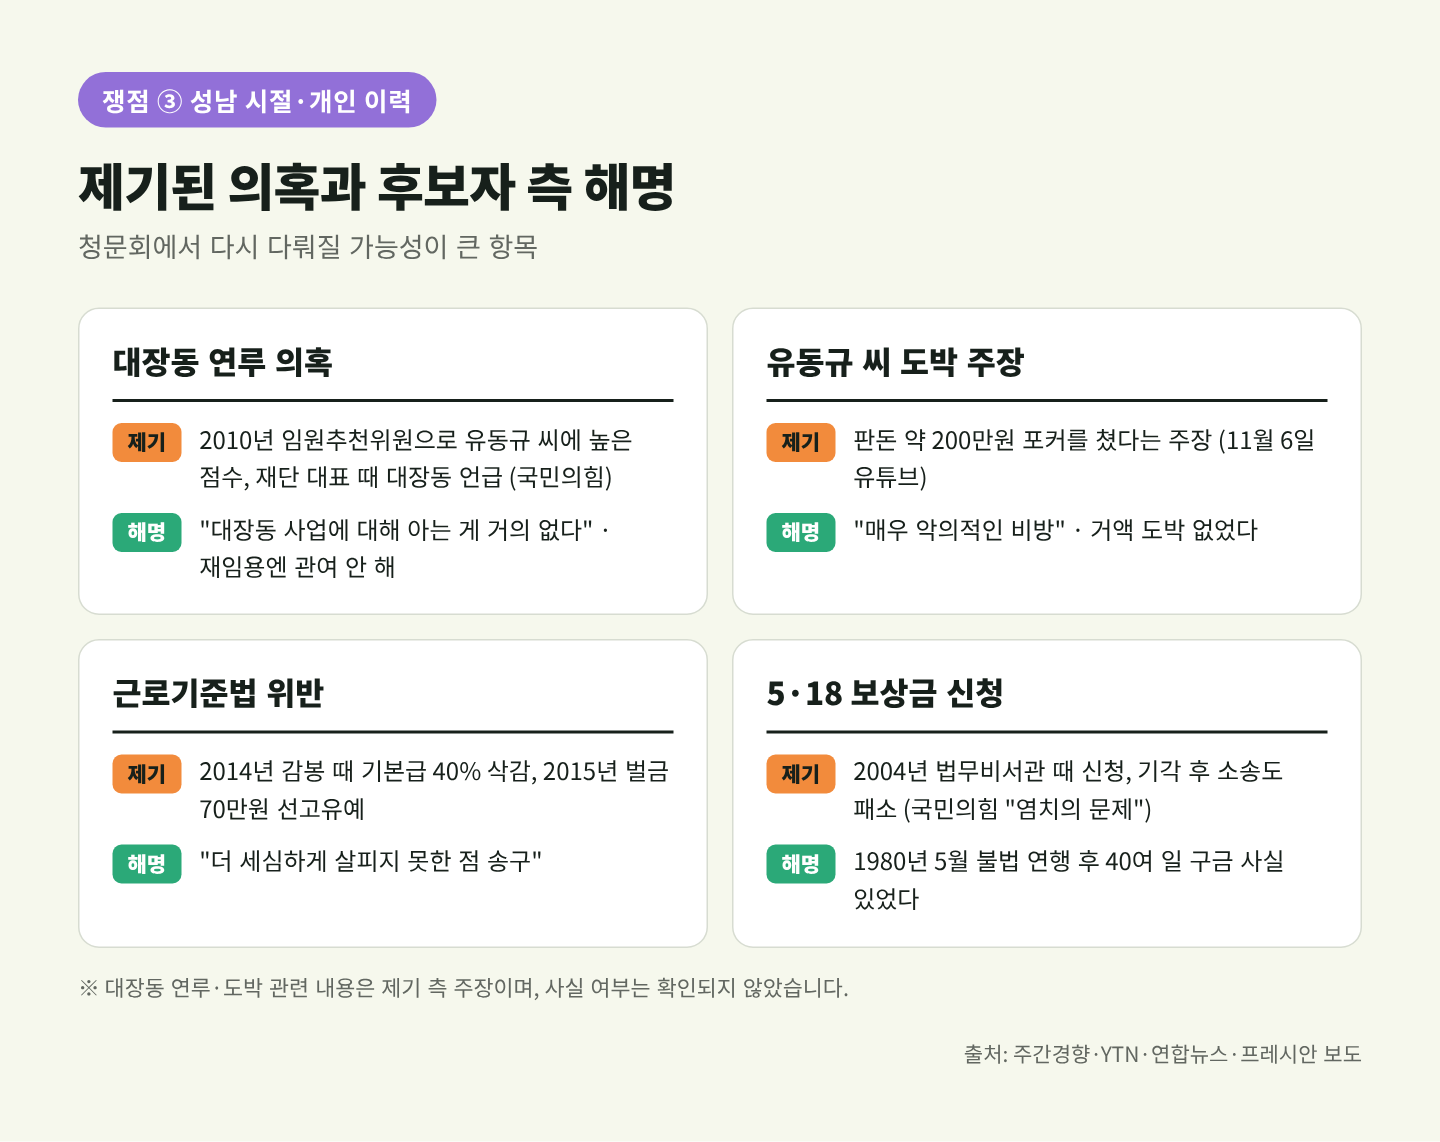 쟁점 ③ 성남 시절·개인 이력
제기된 의혹과 후보자 측 해명
청문회에서 다시 다뤄질 가능성이 큰 항목
대장동 연루 의혹
제기 2010년 임원추천위원으로 유동규 씨에 높은
점수, 재단 대표 때 대장동 언급 (국민의힘)
해명 "대장동 사업에 대해 아는 게 거의 없다" ·
재임용엔 관여 안 해
유동규 씨 도박 주장
제기 판돈 약 200만원 포커를 쳤다는 주장 (11월 6일
유튜브)
해명 "매우 악의적인 비방" · 거액 도박 없었다
근로기준법 위반
제기 2014년 감봉 때 기본급 40% 삭감, 2015년 벌금
70만원 선고유예
해명 "더 세심하게 살피지 못한 점 송구"
5·18 보상금 신청
제기 2004년 법무비서관 때 신청, 기각 후 소송도
패소 (국민의힘 "염치의 문제")
해명 1980년 5월 불법 연행 후 40여 일 구금 사실
있었다
※ 대장동 연루·도박 관련 내용은 제기 측 주장이며, 사실 여부는 확인되지 않았습니다.
출처: 주간경향·YTN·연합뉴스·프레시안 보도